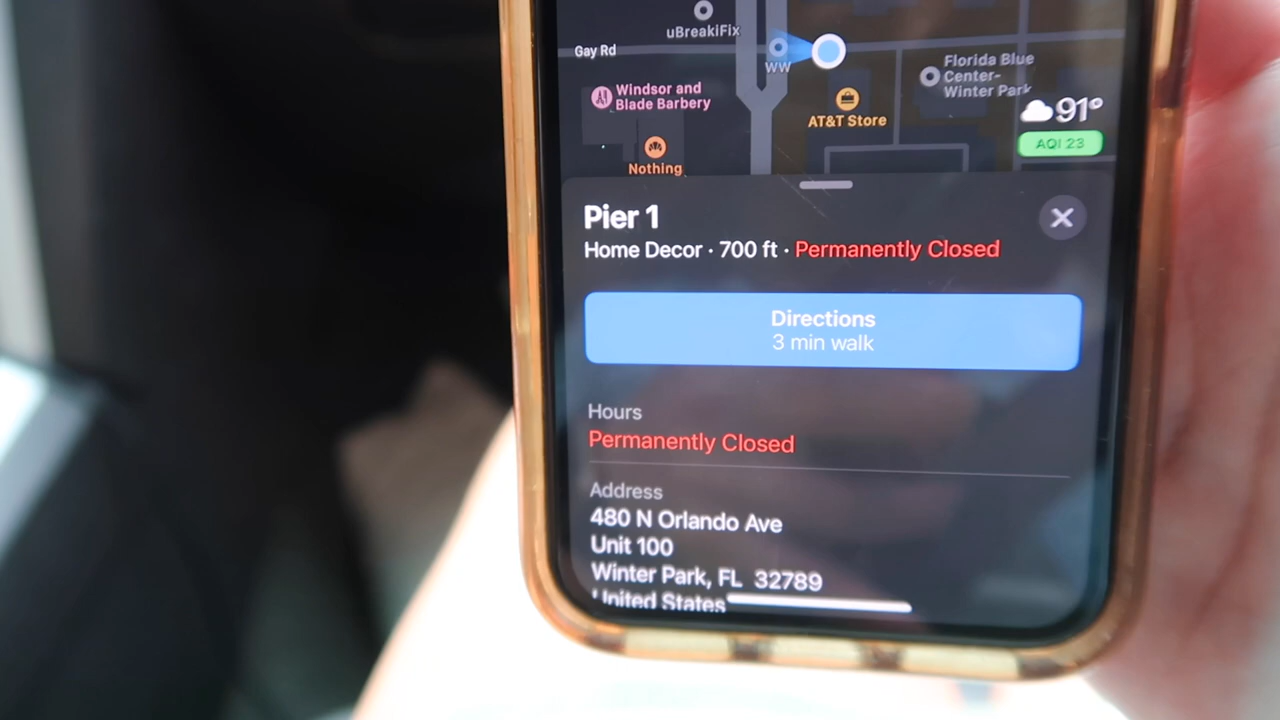 uBreakiFix
Gay Rd
WW
Florida Blue
Center-
Winter Park
Windsor and
Blade Barbery
AT&T Store
91°
AQI 23
Nothing
Pier 1
Home Decor · 700 ft · Permanently Closed
Directions
3 min walk
Hours
Permanently Closed
Address
480 N Orlando Ave
Unit 100
Winter Park, FL 32789
United States